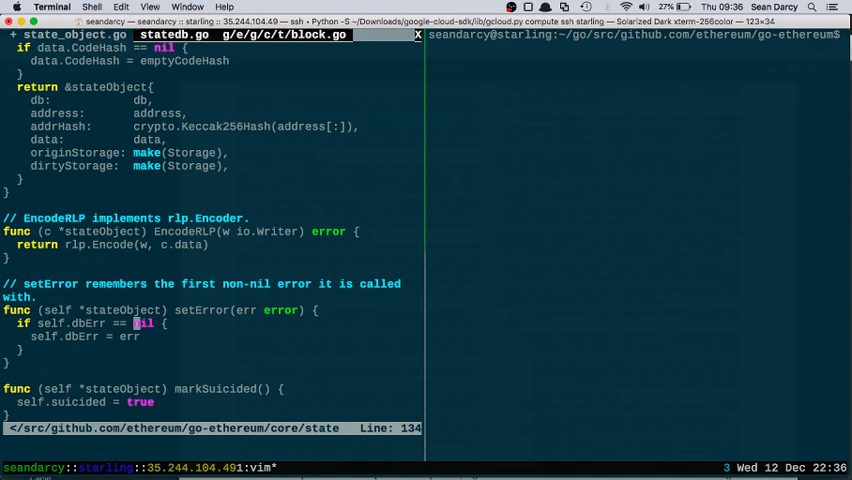 Terminal Shell Edit View Window Help 27% Thu 09:36 Sean Darcy
seandarcy — seandarcy :: starling :: 35.244.104.49 — ssh • Python -S ~/Downloads/google-cloud-sdk/lib/gcloud.py compute ssh starling — Solarized Dark xterm-256color — 123×34
+ state_object.go statedb.go g/e/g/c/t/block.go X
seandarcy@starling:~/go/src/github.com/ethereum/go-ethereum$
if data.CodeHash == nil {
data.CodeHash = emptyCodeHash
}
return &stateObject{
db: db,
address: address,
addrHash: crypto.Keccak256Hash(address[:]),
data: data,
originStorage: make(Storage),
dirtyStorage: make(Storage),
}
}
// EncodeRLP implements rlp.Encoder.
func (c *stateObject) EncodeRLP(w io.Writer) error {
return rlp.Encode(w, c.data)
}
// setError remembers the first non-nil error it is called
with.
func (self *stateObject) setError(err error) {
if self.dbErr == nil {
self.dbErr = err
}
}
func (self *stateObject) markSuicided() {
self.suicided = true
}
</src/github.com/ethereum/go-ethereum/core/state Line: 134
seandarcy::starling::35.244.104.491:vim* 3 Wed 12 Dec 22:36